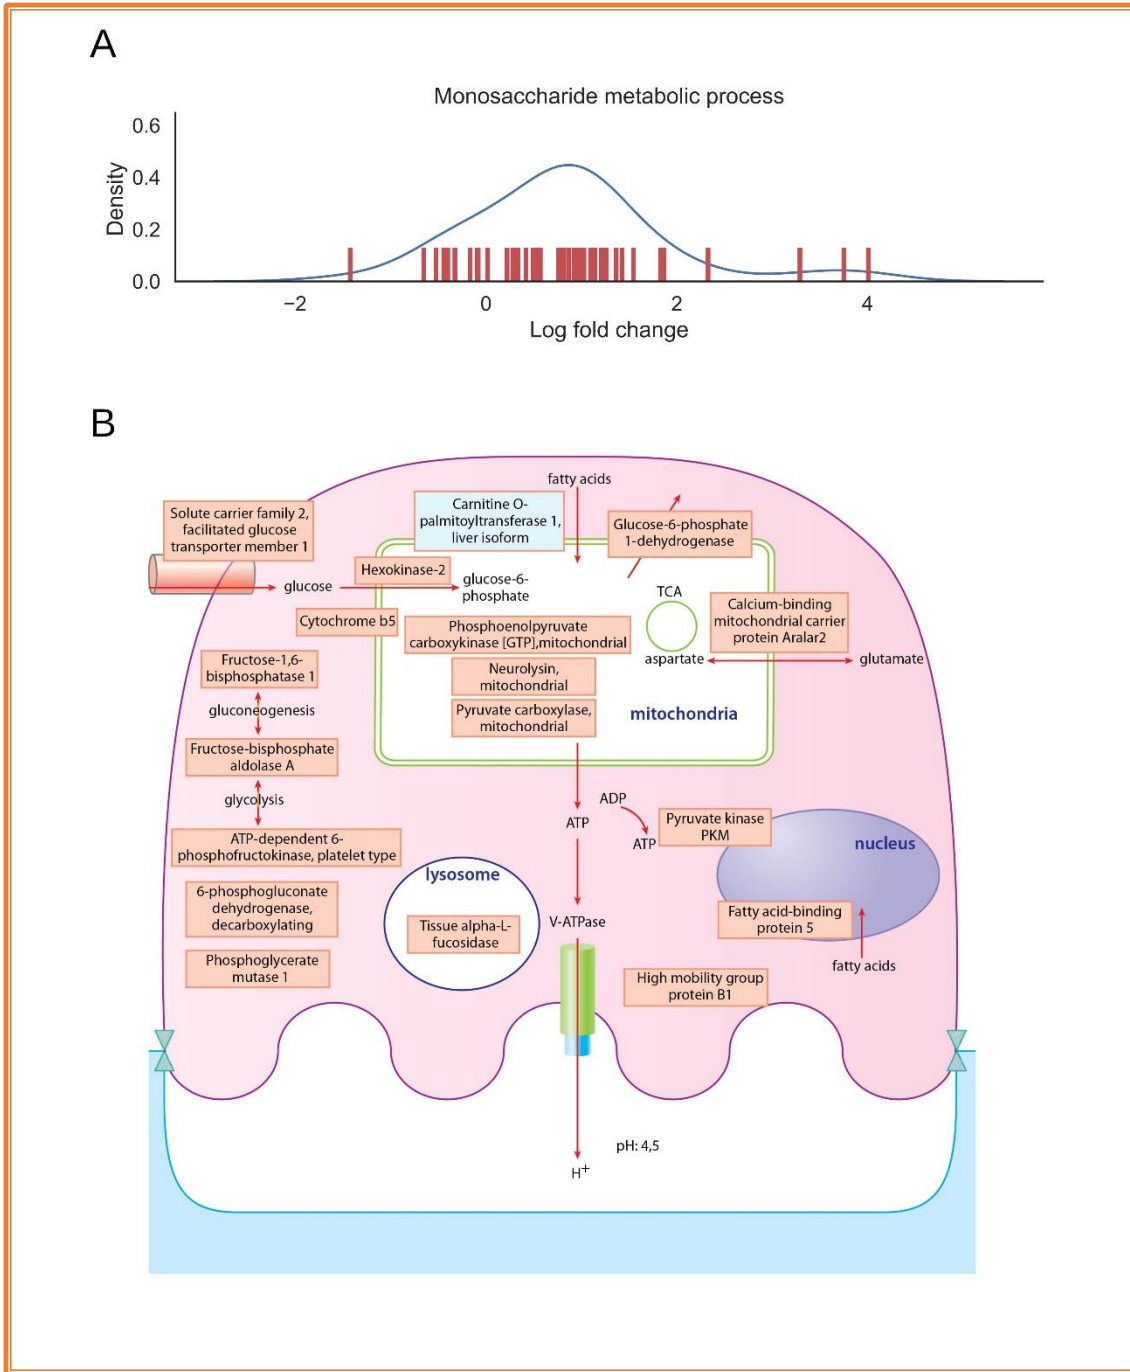 A
Monosaccharide metabolic process
0.6
0.4
0.2
0.0
Density
−2
0
2
4
Log fold change
B
fatty acids
Solute carrier family 2,
facilitated glucose
transporter member 1
Carnitine O-
palmitoyltransferase 1,
liver isoform
Glucose-6-phosphate
1-dehydrogenase
Hexokinase-2
glucose
glucose-6-
phosphate
TCA
Calcium-binding
mitochondrial carrier
protein Aralar2
Cytochrome b5
Phosphoenolpyruvate
carboxykinase [GTP],mitochondrial
aspartate
glutamate
Fructose-1,6-
bisphosphatase 1
Neurolysin,
mitochondrial
gluconeogenesis
Pyruvate carboxylase,
mitochondrial
mitochondria
Fructose-bisphosphate
aldolase A
glycolysis
ADP
ATP
ATP
Pyruvate kinase
PKM
nucleus
ATP-dependent 6-
phosphofructokinase, platelet type
lysosome
6-phosphogluconate
dehydrogenase,
decarboxylating
Tissue alpha-L-
fucosidase
V-ATPase
Fatty acid-binding
protein 5
fatty acids
Phosphoglycerate
mutase 1
High mobility group
protein B1
pH: 4,5
H+